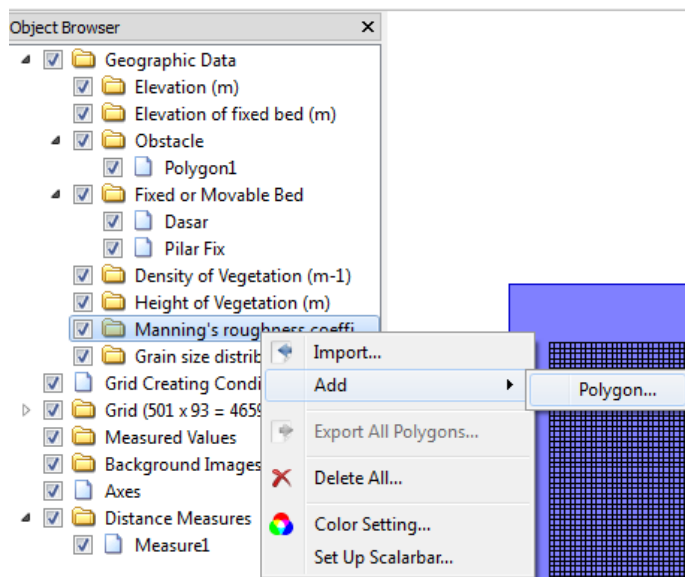 Object Browser
Geographic Data
Elevation (m)
Elevation of fixed bed (m)
Obstacle
Polygon1
Fixed or Movable Bed
Dasar
Pilar Fix
Density of Vegetation (m-1)
Height of Vegetation (m)
Manning's roughness coeffi
Grain size distrib
Grid Creating Condi
Grid (501 x 93 = 4659
Measured Values
Background Images
Axes
Distance Measures
Measure1
Import...
Add
Polygon...
Export All Polygons...
Delete All...
Color Setting...
Set Up Scalarbar...